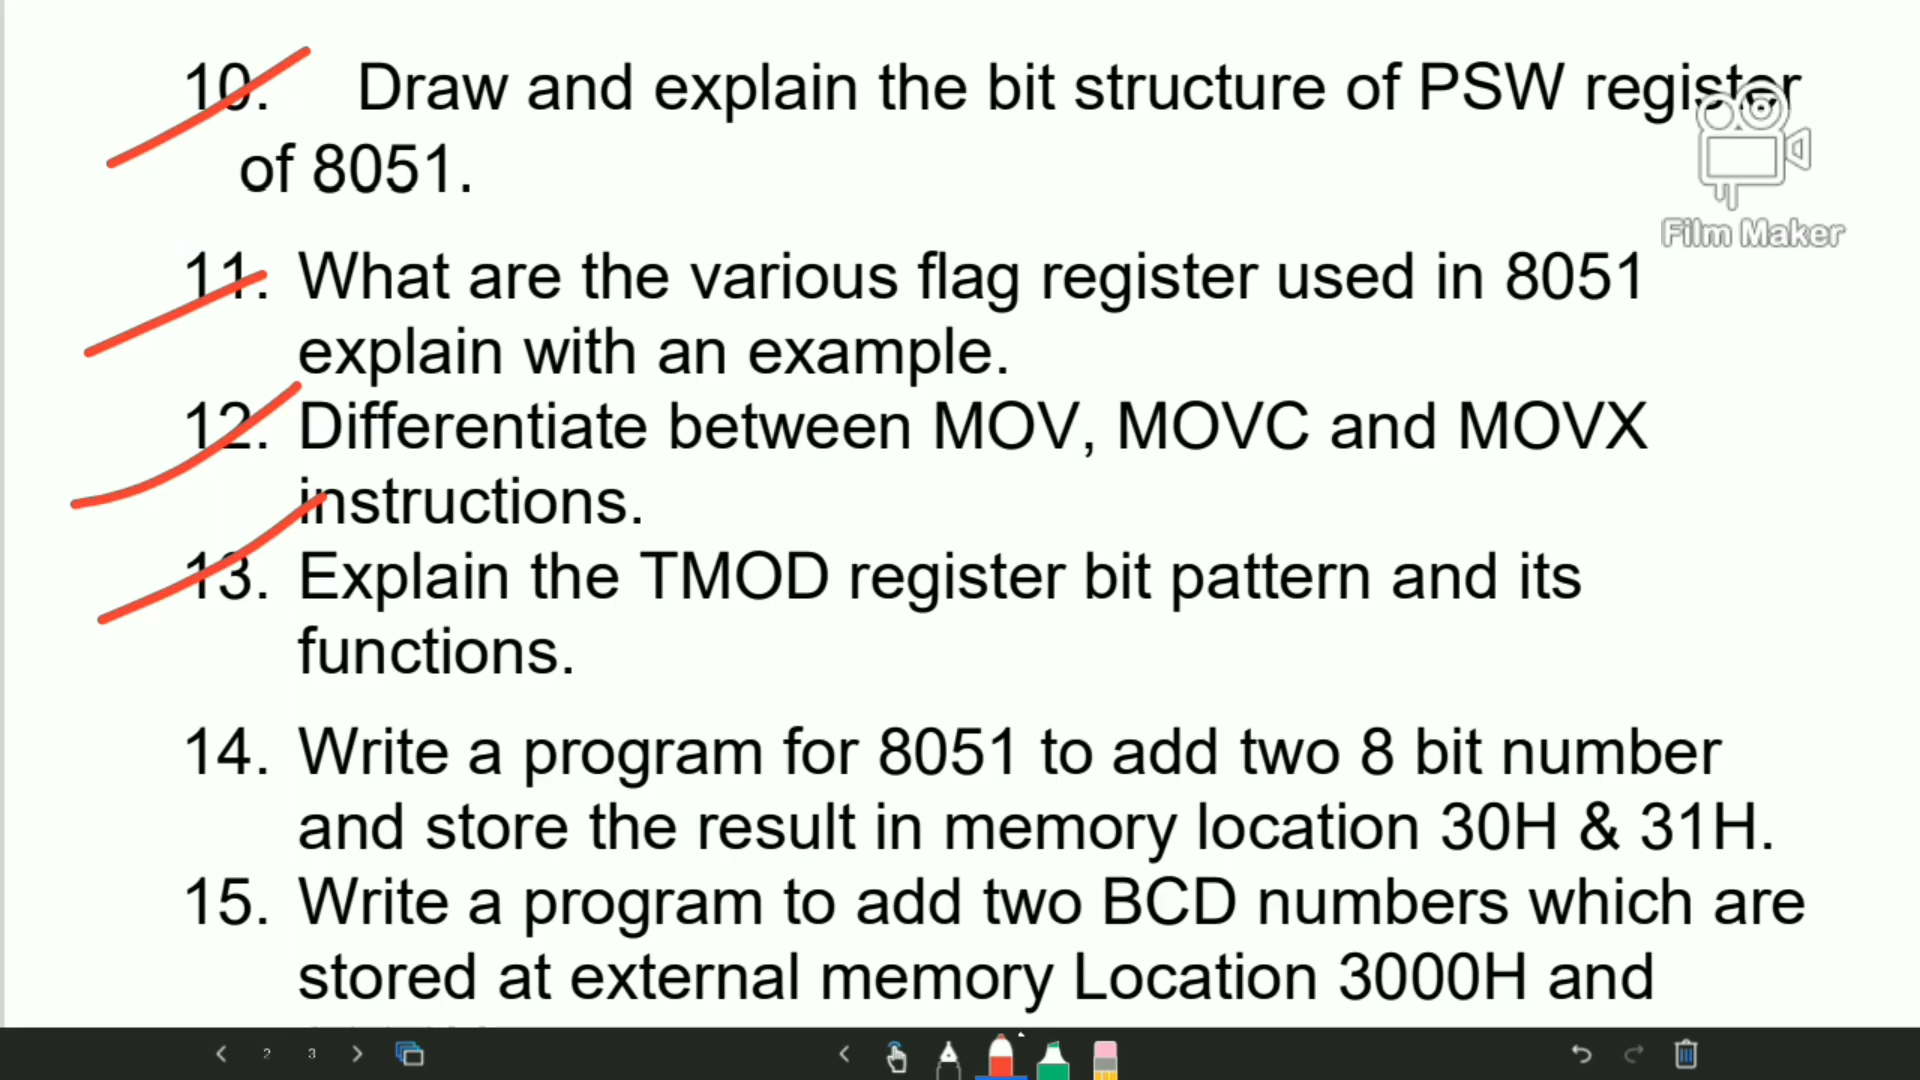 10. Draw and explain the bit structure of PSW register
of 8051.
Film Maker
11. What are the various flag register used in 8051
explain with an example.
12. Differentiate between MOV, MOVC and MOVX
instructions.
13. Explain the TMOD register bit pattern and its
functions.
14. Write a program for 8051 to add two 8 bit number
and store the result in memory location 30H & 31H.
15. Write a program to add two BCD numbers which are
stored at external memory Location 3000H and
2 3